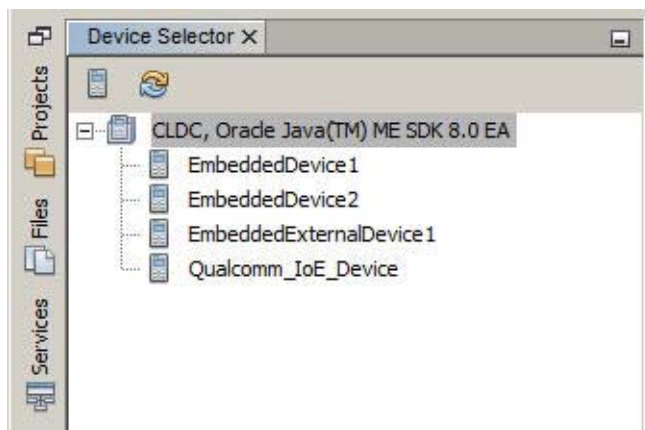 Device Selector
Projects
Files
Services
CLDC, Oracle Java(TM) ME SDK 8.0 EA
EmbeddedDevice1
EmbeddedDevice2
EmbeddedExternalDevice1
Qualcomm_IoE_Device